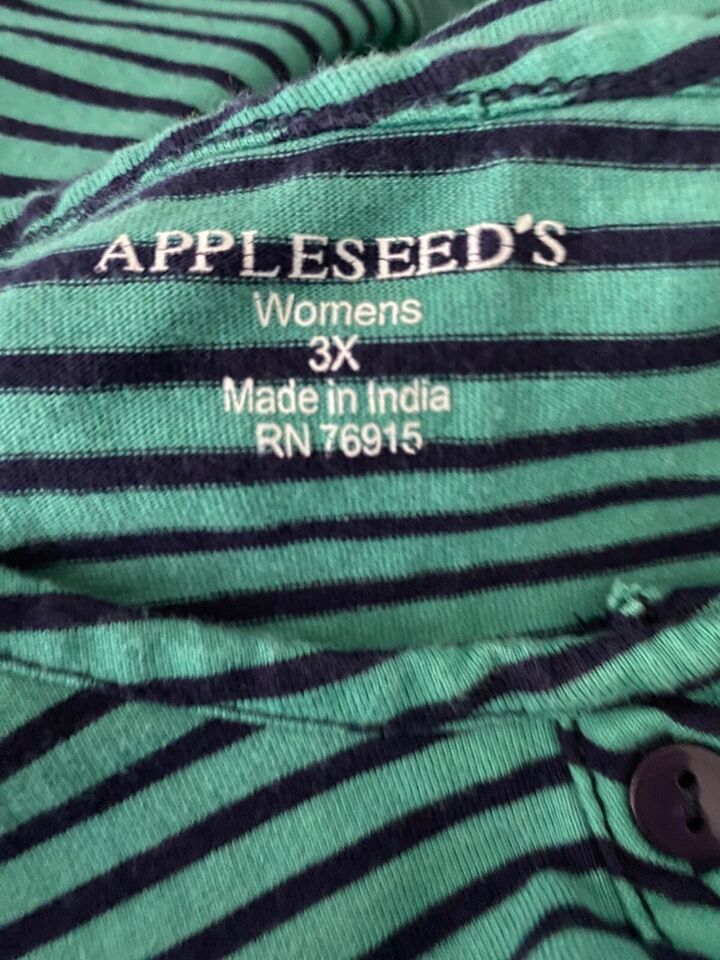 APPLESEED'S
Womens
3X
Made in India
RN 76915